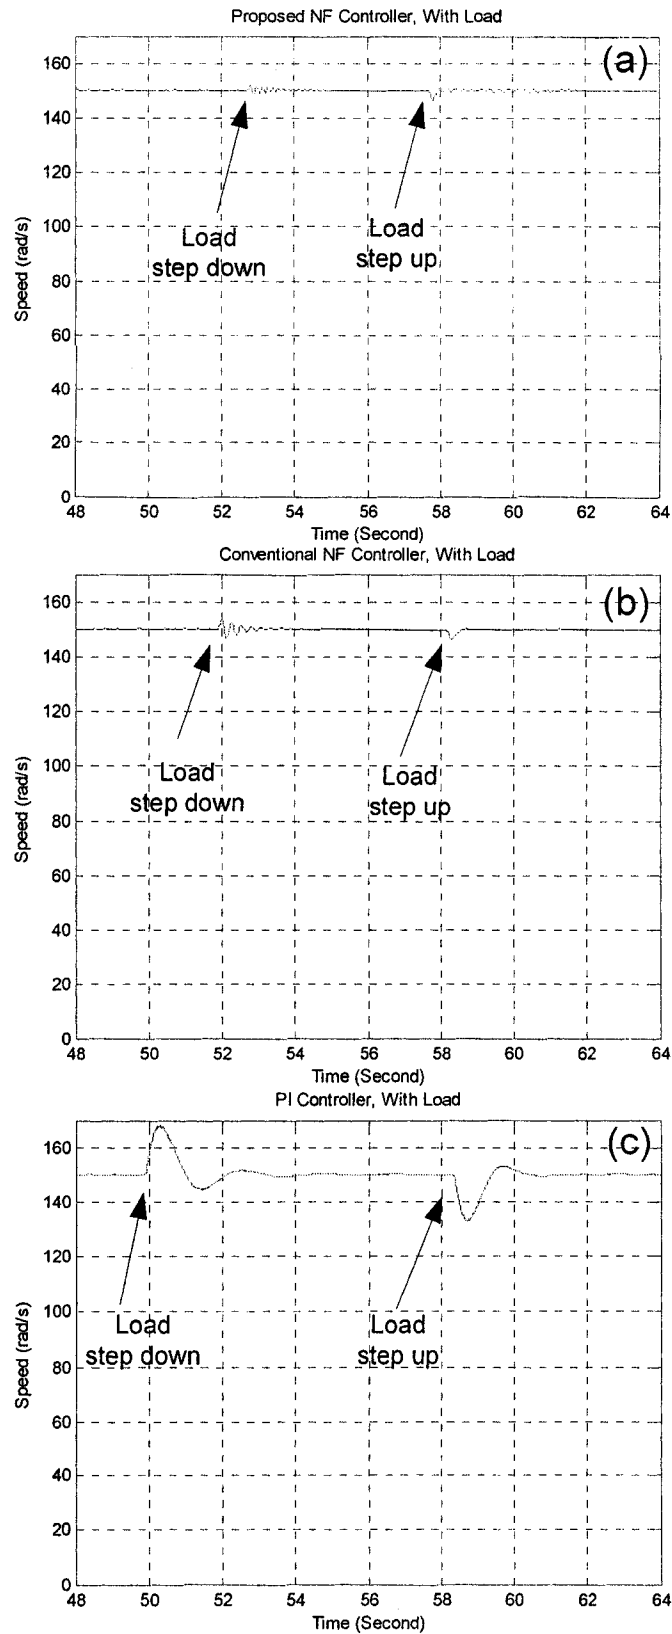 Proposed NF Controller, With Load
(a)
160
140
120
100
80
60
40
20
0
Speed (rad/s)
Load
step down
Load
step up
48 50 52 54 56 58 60 62 64
Time (Second)
Conventional NF Controller, With Load
(b)
160
140
120
100
80
60
40
20
0
Speed (rad/s)
Load
step down
Load
step up
48 50 52 54 56 58 60 62 64
Time (Second)
PI Controller, With Load
(c)
160
140
120
100
80
60
40
20
0
Speed (rad/s)
Load
step down
Load
step up
48 50 52 54 56 58 60 62 64
Time (Second)